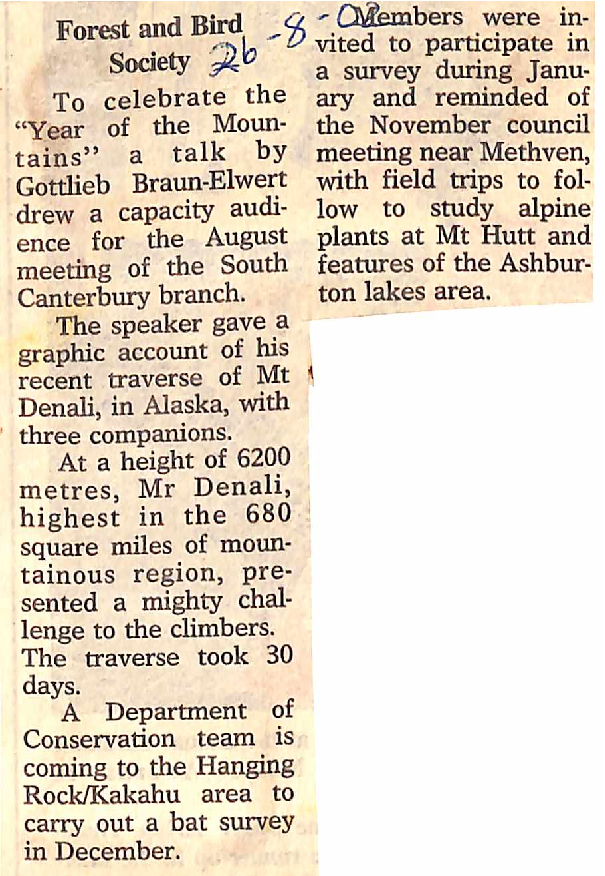 Forest and Bird
Society 26-8-02
To celebrate the
“Year of the Moun-
tains” a talk by
Gottlieb Braun-Elwert
drew a capacity audi-
ence for the August
meeting of the South
Canterbury branch.
The speaker gave a
graphic account of his
recent traverse of Mt
Denali, in Alaska, with
three companions.
At a height of 6200
metres, Mr Denali,
highest in the 680
square miles of moun-
tainous region, pre-
sented a mighty chal-
lenge to the climbers.
The traverse took 30
days.
A Department of
Conservation team is
coming to the Hanging
Rock/Kakahu area to
carry out a bat survey
in December.
Members were in-
vited to participate in
a survey during Janu-
ary and reminded of
the November council
meeting near Methven,
with field trips to fol-
low to study alpine
plants at Mt Hutt and
features of the Ashbur-
ton lakes area.